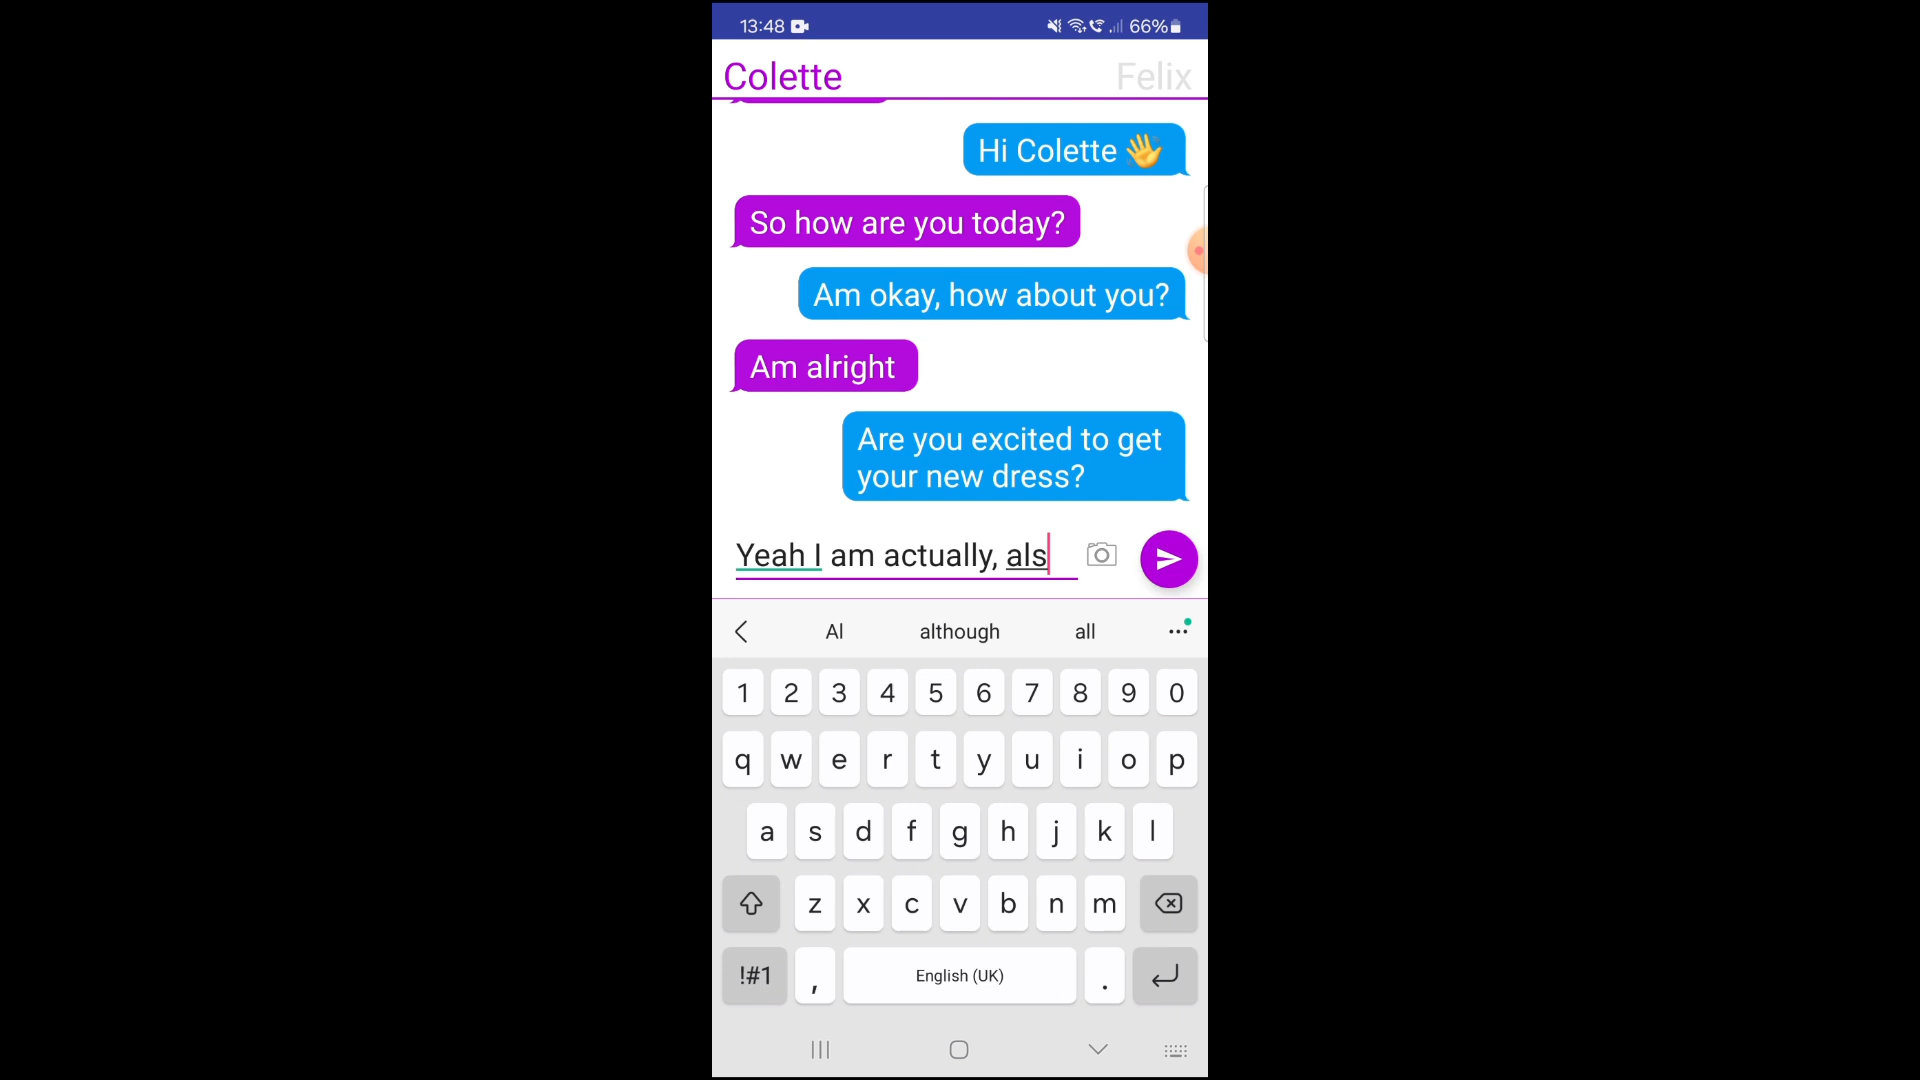 13:48 66%
Colette Felix
Hi Colette 👋
So how are you today?
Am okay, how about you?
Am alright
Are you excited to get
your new dress?
Yeah I am actually, als
Al although all
1 2 3 4 5 6 7 8 9 0
q w e r t y u i o p
a s d f g h j k l
z x c v b n m
!#1 , English (UK) .